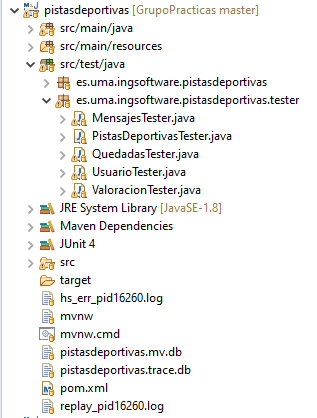 pistasdeportivas [GrupoPracticas master]
src/main/java
src/main/resources
src/test/java
es.uma.ingsoftware.pistasdeportivas
es.uma.ingsoftware.pistasdeportivas.tester
MensajesTester.java
PistasDeportivasTester.java
QuedadasTester.java
UsuarioTester.java
ValoracionTester.java
JRE System Library [JavaSE-1.8]
Maven Dependencies
JUnit 4
src
target
hs_err_pid16260.log
mvnw
mvnw.cmd
pistasdeportivas.mv.db
pistasdeportivas.trace.db
pom.xml
replay_pid16260.log